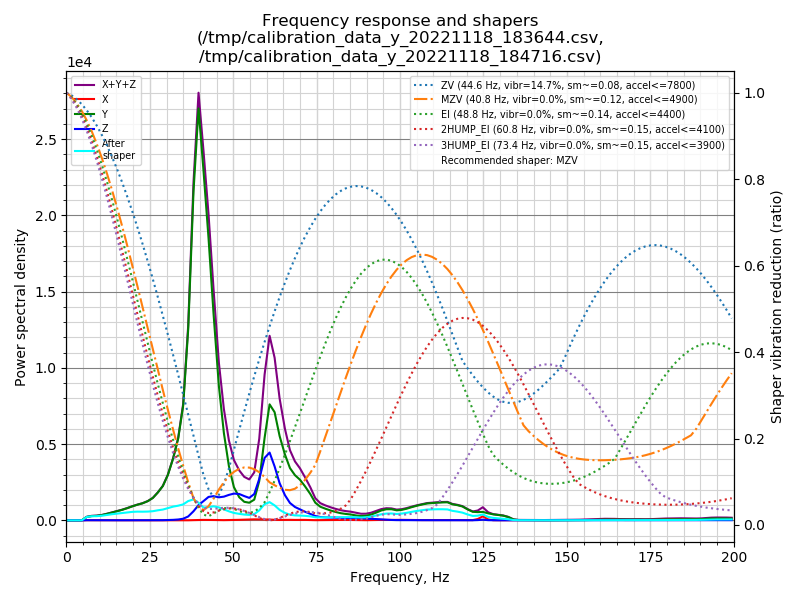 Frequency response and shapers
(/tmp/calibration_data_y_20221118_183644.csv,
/tmp/calibration_data_y_20221118_184716.csv)
1e4
X+Y+Z
X
Y
Z
After
shaper
ZV (44.6 Hz, vibr=14.7%, sm~=0.08, accel<=7800)
MZV (40.8 Hz, vibr=0.0%, sm~=0.12, accel<=4900)
EI (48.8 Hz, vibr=0.0%, sm~=0.14, accel<=4400)
2HUMP_EI (60.8 Hz, vibr=0.0%, sm~=0.15, accel<=4100)
3HUMP_EI (73.4 Hz, vibr=0.0%, sm~=0.15, accel<=3900)
Recommended shaper: MZV
Power spectral density
2.5
2.0
1.5
1.0
0.5
0.0
1.0
0.8
0.6
0.4
0.2
0.0
Shaper vibration reduction (ratio)
0 25 50 75 100 125 150 175 200
Frequency, Hz